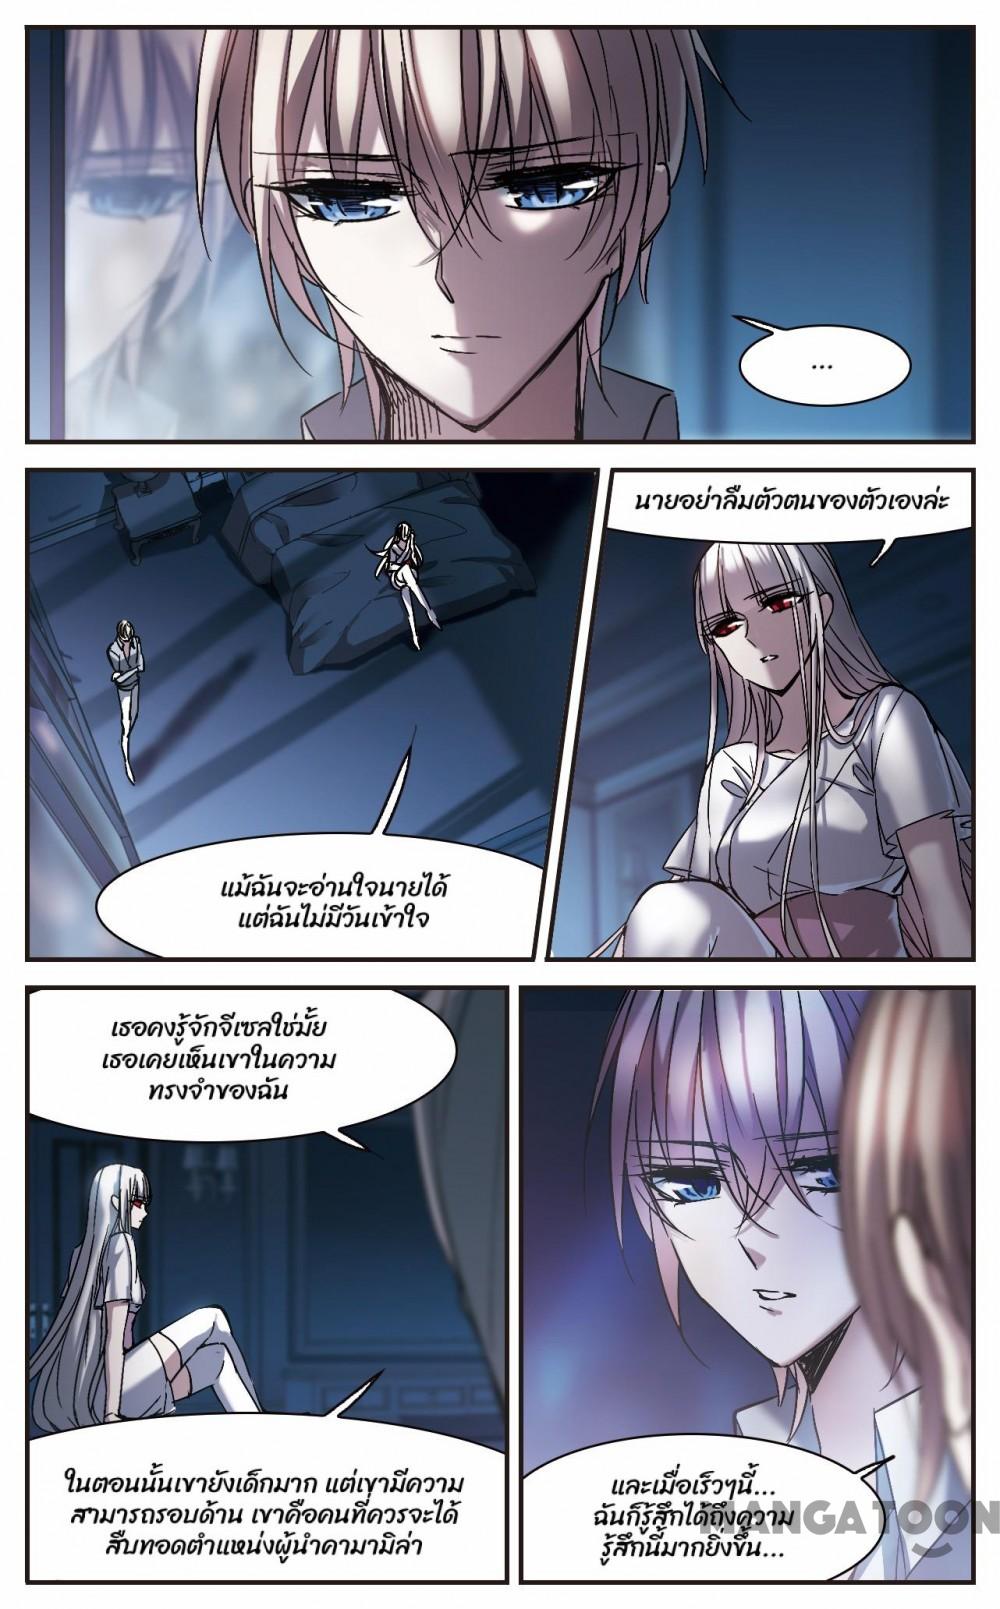 ...
นายอย่าลืมตัวตนของตัวเองล่ะ
แม้ฉันจะอ่านใจนายได้
แต่ฉันไม่มีวันเข้าใจ
เธอคงรู้จักจีเซลใช่มั้ย
เธอเคยเห็นเขาในความ
ทรงจำของฉัน
ในตอนนั้นเขายังเด็กมาก แต่เขามีความ
สามารถรอบด้าน เขาคือคนที่ควรจะได้
สืบทอดตำแหน่งผู้นำคามามิล่า
และเมื่อเร็วๆนี้...
ฉันก็รู้สึกได้ถึงความ
รู้สึกนี้มากยิ่งขึ้น...
MANGATOON